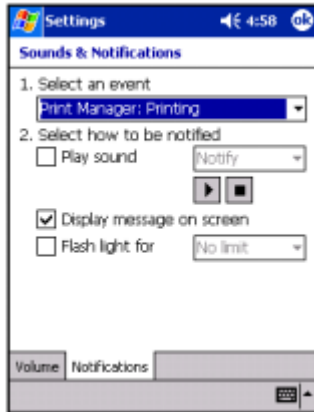 Settings 4:58 ok
Sounds & Notifications
1. Select an event
Print Manager: Printing
2. Select how to be notified
Play sound Notify
Display message on screen
Flash light for No limit
Volume Notifications